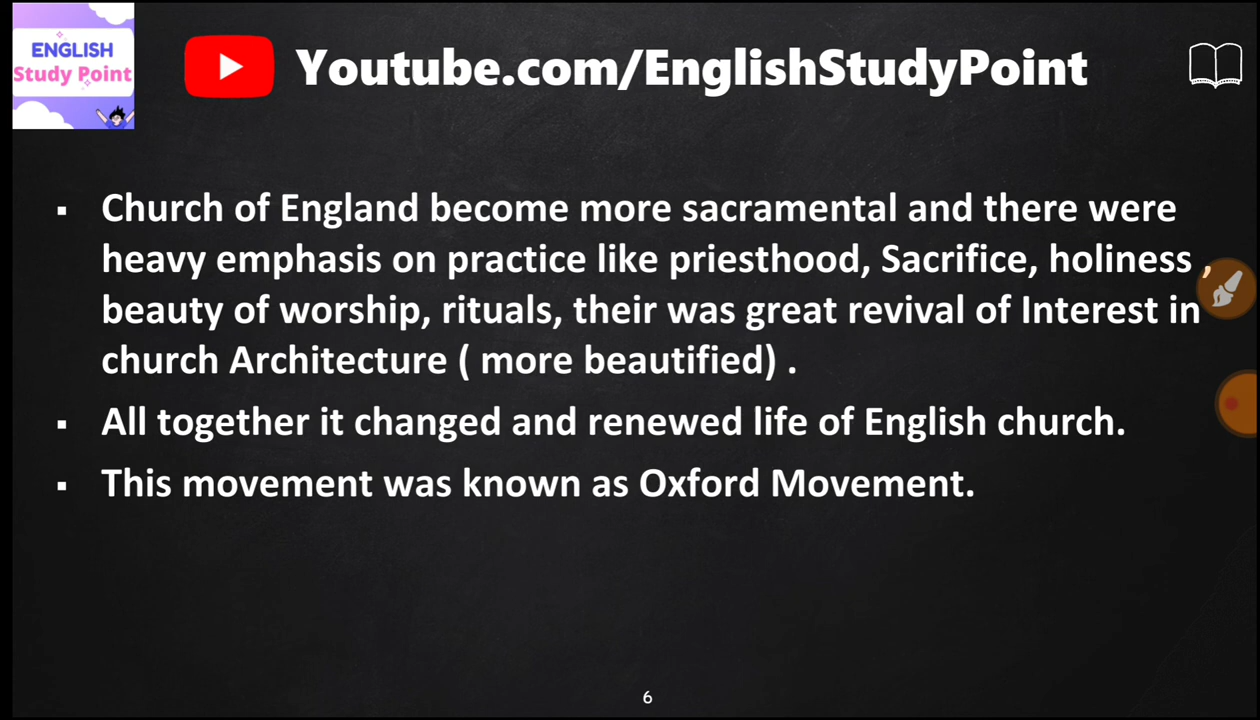 ENGLISH
Study Point
Youtube.com/EnglishStudyPoint
▪ Church of England become more sacramental and there were
heavy emphasis on practice like priesthood, Sacrifice, holiness ,
beauty of worship, rituals, their was great revival of Interest in
church Architecture ( more beautified) .
▪ All together it changed and renewed life of English church.
▪ This movement was known as Oxford Movement.
6